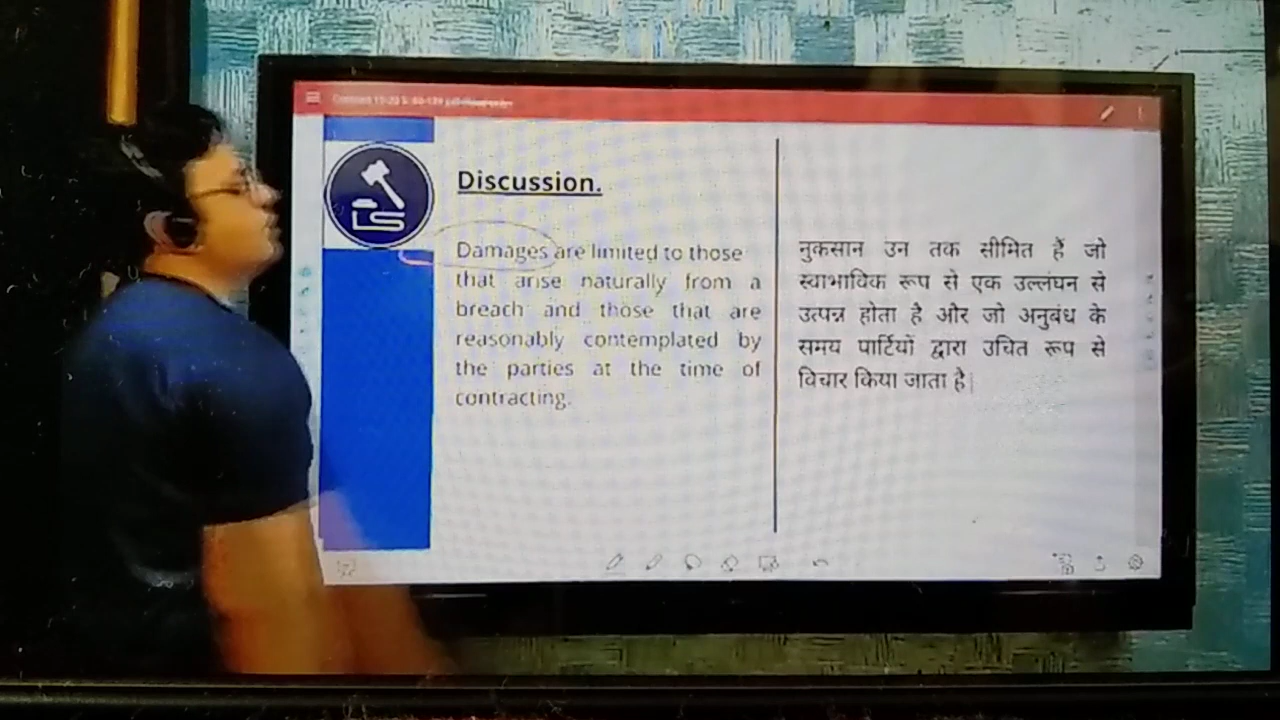 Discussion.
Damages are limited to those
that arise naturally from a
breach and those that are
reasonably contemplated by
the parties at the time of
contracting.
नुकसान उन तक सीमित हैं जो
स्वाभाविक रूप से एक उल्लंघन से
उत्पन्न होता है और जो अनुबंध के
समय पार्टियों द्वारा उचित रूप से
विचार किया जाता है
LS